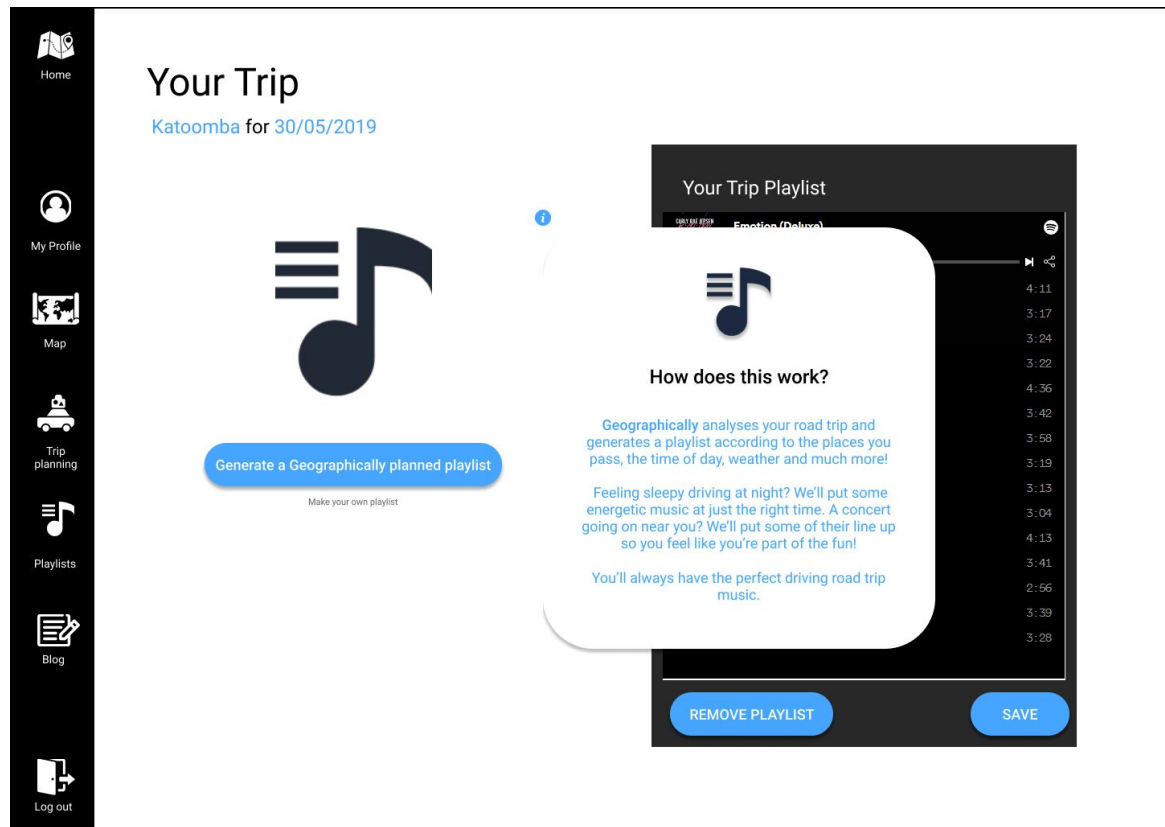 Home
My Profile
Map
Trip
planning
Playlists
Blog
Log out
Your Trip
Katoomba for 30/05/2019
Generate a Geographically planned playlist
Make your own playlist
i
How does this work?
Geographically analyses your road trip and
generates a playlist according to the places you
pass, the time of day, weather and much more!
Feeling sleepy driving at night? We'll put some
energetic music at just the right time. A concert
going on near you? We'll put some of their line up
so you feel like you're part of the fun!
You'll always have the perfect driving road trip
music.
Your Trip Playlist
CARLY RAE JEPSEN
Emotion (Deluxe)
4:11
3:17
3:24
3:22
4:36
3:42
3:58
3:19
3:13
3:04
4:13
3:41
2:56
3:39
3:28
REMOVE PLAYLIST
SAVE